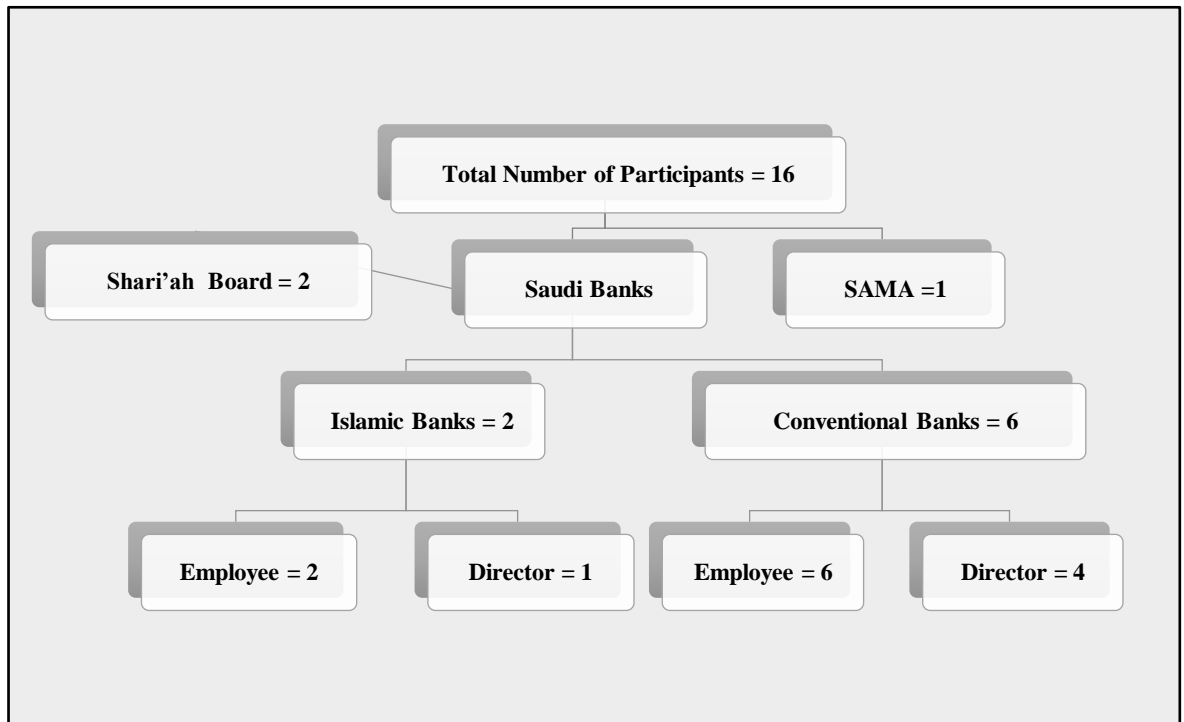 Total Number of Participants = 16
Shari’ah Board = 2
Saudi Banks
SAMA =1
Islamic Banks = 2
Conventional Banks = 6
Employee = 2
Director = 1
Employee = 6
Director = 4